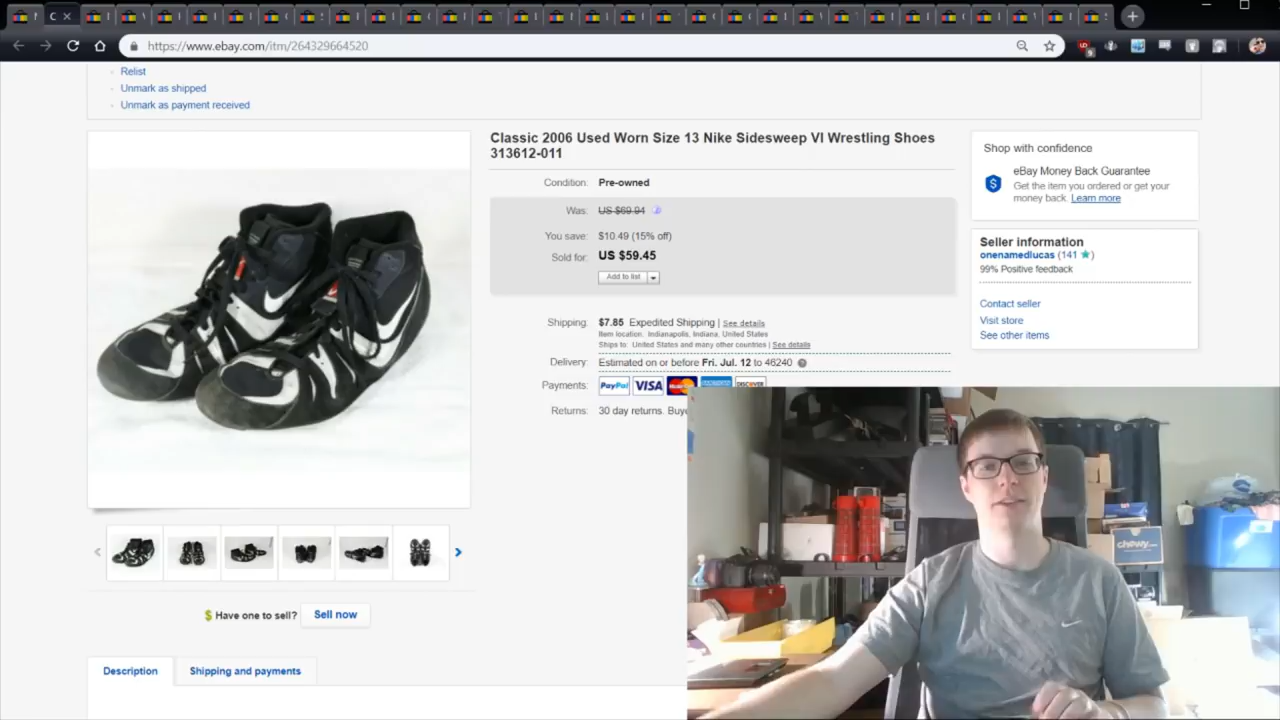 https://www.ebay.com/itm/264329664520
Relist
Unmark as shipped
Unmark as payment received
Classic 2006 Used Worn Size 13 Nike Sidesweep VI Wrestling Shoes
313612-011
Condition: Pre-owned
Was: US $69.94
You save: $10.49 (15% off)
Sold for: US $59.45
Add to list
Shipping: $7.85 Expedited Shipping | See details
Item location: Indianapolis, Indiana, United States
Ships to: United States and many other countries | See details
Delivery: Estimated on or before Fri. Jul. 12 to 46240
Payments: PayPal VISA MasterCard DISCOVER
Returns: 30 day returns. Buye
Shop with confidence
eBay Money Back Guarantee
Get the item you ordered or get your
money back. Learn more
Seller information
onenamedlucas (141 )
99% Positive feedback
Contact seller
Visit store
See other items
$ Have one to sell? Sell now
Description
Shipping and payments
chewy